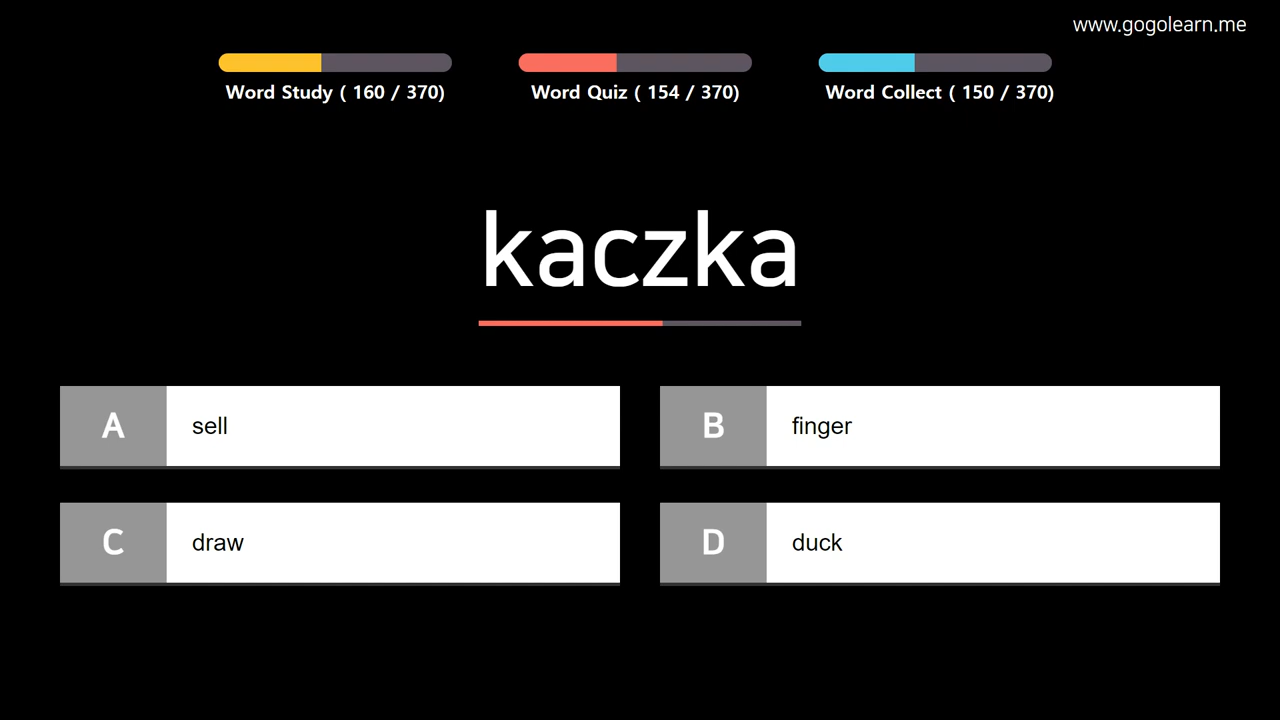 www.gogolearn.me
Word Study ( 160 / 370)
Word Quiz ( 154 / 370)
Word Collect ( 150 / 370)
kaczka
A sell
B finger
C draw
D duck